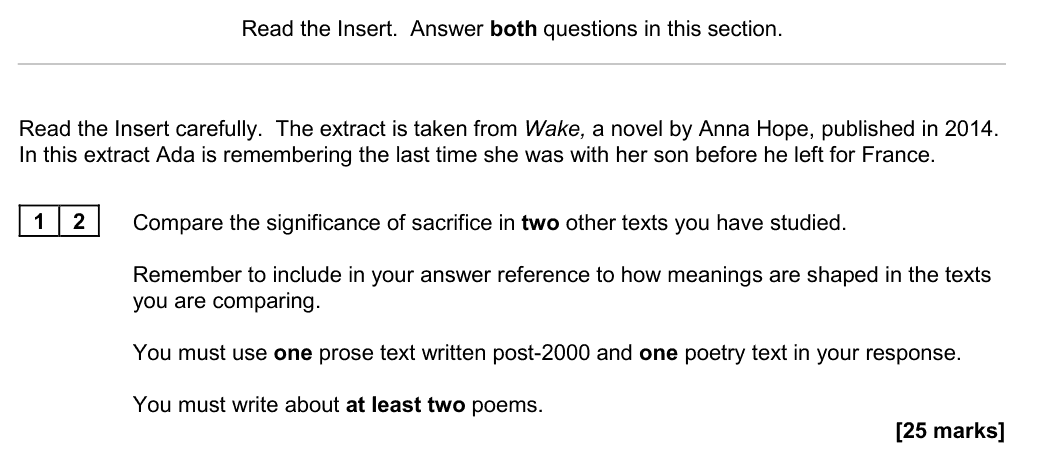 Read the Insert. Answer both questions in this section.
Read the Insert carefully. The extract is taken from Wake, a novel by Anna Hope, published in 2014.
In this extract Ada is remembering the last time she was with her son before he left for France.
1 2 Compare the significance of sacrifice in two other texts you have studied.
Remember to include in your answer reference to how meanings are shaped in the texts
you are comparing.
You must use one prose text written post-2000 and one poetry text in your response.
You must write about at least two poems.
[25 marks]